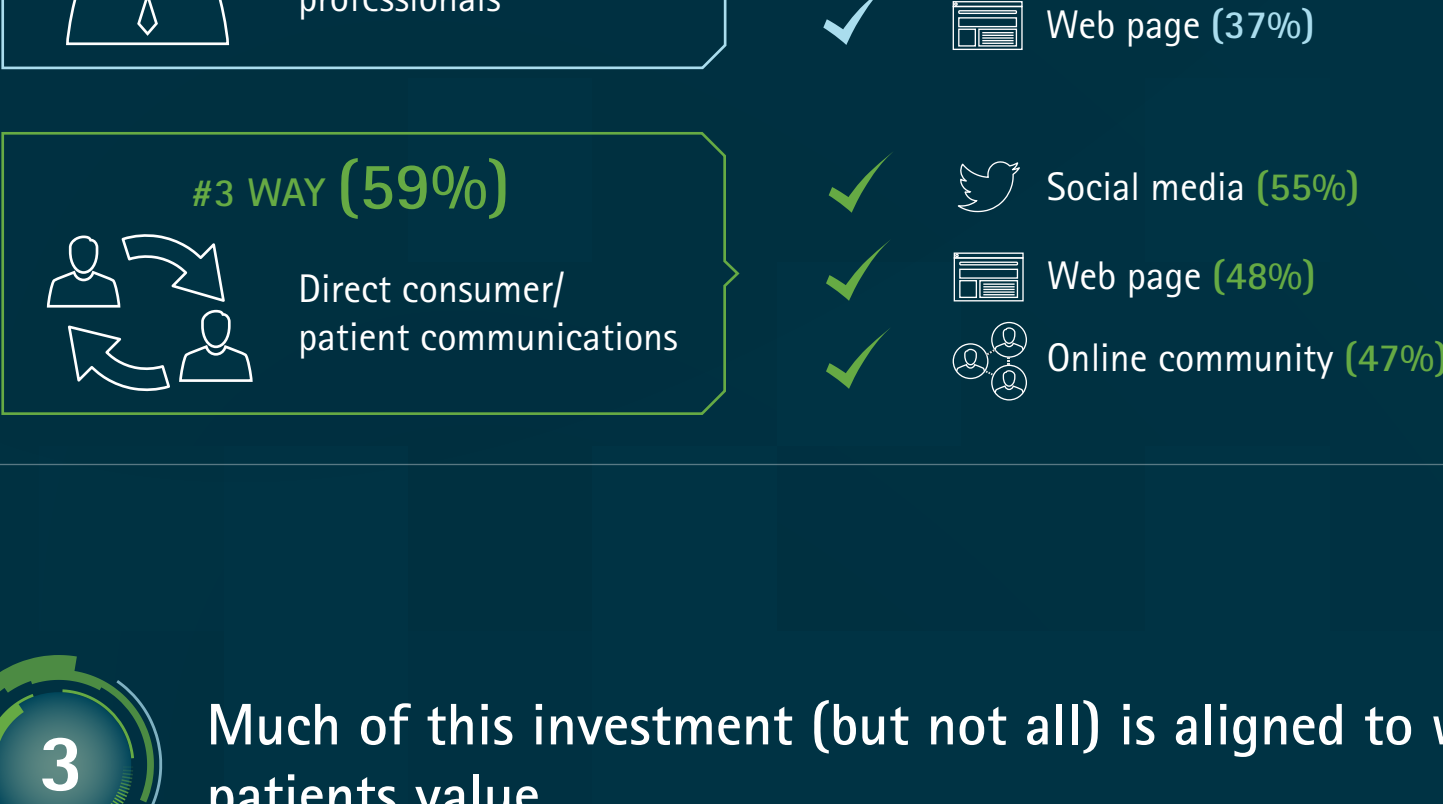 professionals
Web page (37%)
#3 WAY (59%)
Direct consumer/
patient communications
Social media (55%)
Web page (48%)
Online community (47%)
3
Much of this investment (but not all) is aligned to
patients value